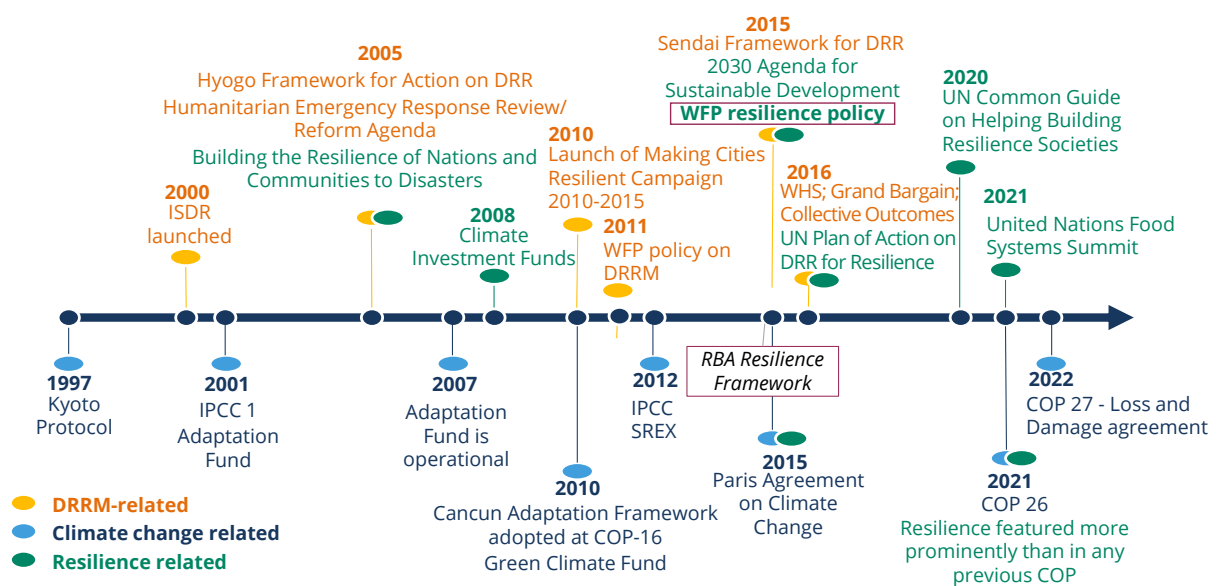 2005
Hyogo Framework for Action on DRR
Humanitarian Emergency Response Review/
Reform Agenda
Building the Resilience of Nations and
Communities to Disasters
2015
Sendai Framework for DRR
2030 Agenda for
Sustainable Development
WFP resilience policy
2020
UN Common Guide
on Helping Building
Resilience Societies
2010
Launch of Making Cities
Resilient Campaign
2010-2015
2016
WHS; Grand Bargain;
Collective Outcomes
UN Plan of Action on
DRR for Resilience
2000
ISDR
launched
2008
Climate
Investment Funds
2011
WFP policy on
DRRM
2021
United Nations Food
Systems Summit
1997
Kyoto
Protocol
2001
IPCC 1
Adaptation
Fund
2007
Adaptation
Fund is
operational
2010
Cancun Adaptation Framework
adopted at COP-16
Green Climate Fund
2012
IPCC
SREX
RBA Resilience
Framework
2015
Paris Agreement
on Climate
Change
2022
COP 27 - Loss and
Damage agreement
2021
COP 26
Resilience featured more
prominently than in any
previous COP
DRRM-related
Climate change related
Resilience related